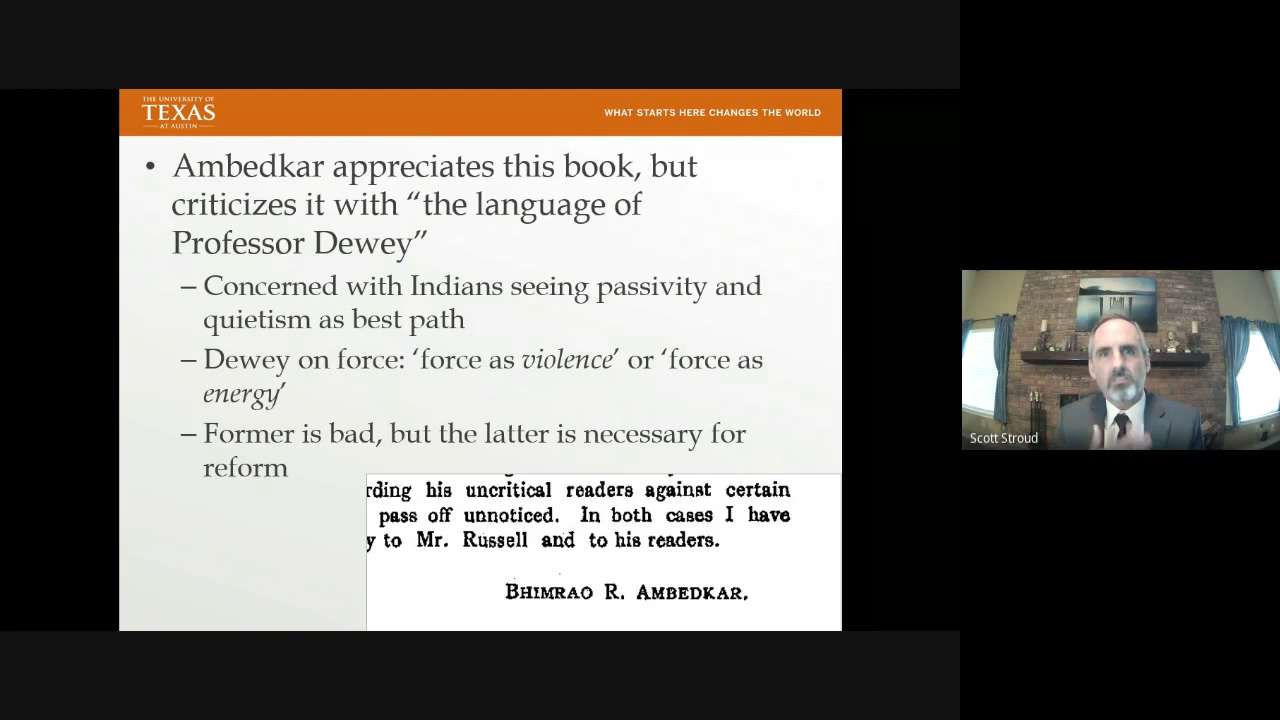 THE UNIVERSITY OF
TEXAS
AT AUSTIN
WHAT STARTS HERE CHANGES THE WORLD
• Ambedkar appreciates this book, but
criticizes it with “the language of
Professor Dewey”
– Concerned with Indians seeing passivity and
quietism as best path
– Dewey on force: ‘force as violence’ or ‘force as
energy’
– Former is bad, but the latter is necessary for
reform
rding his uncritical readers against certain
pass off unnoticed. In both cases I have
y to Mr. Russell and to his readers.
BHIMRAO R. AMBEDKAR.
Scott Stroud